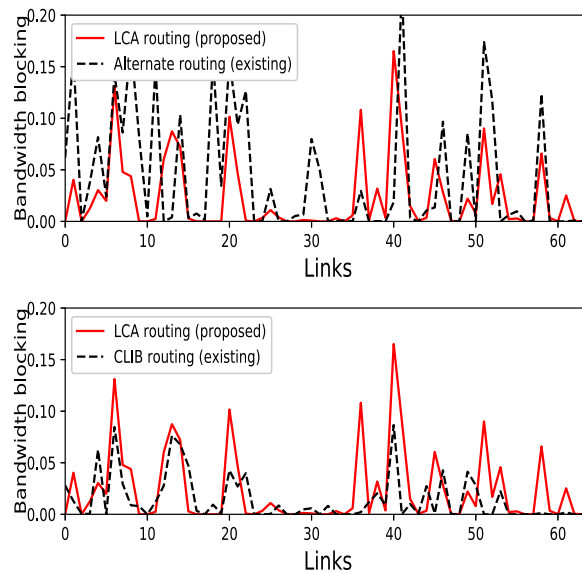 0.20
LCA routing (proposed)
Alternate routing (existing)
0.15
0.10
0.05
0.00
Bandwidth blocking
0 10 20 30 40 50 60
Links
0.20
LCA routing (proposed)
CLIB routing (existing)
0.15
0.10
0.05
0.00
Bandwidth blocking
0 10 20 30 40 50 60
Links